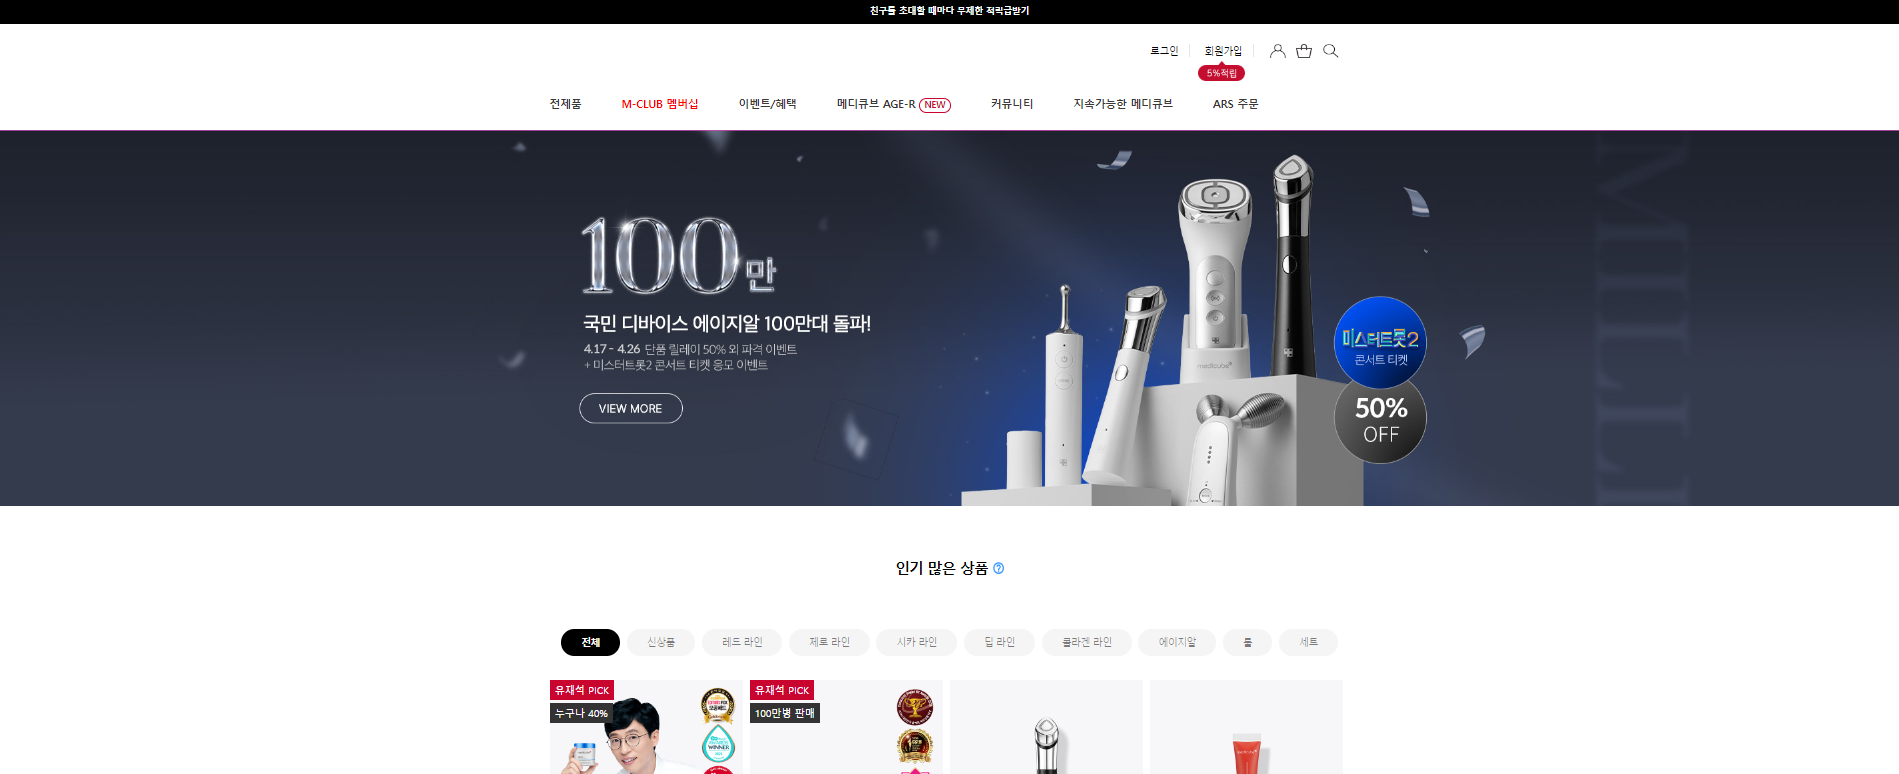 친구를 초대할 때마다 무제한 적립금받기
로그인
회원가입
5%적립
전제품
M-CLUB 멤버십
이벤트/혜택
메디큐브 AGE-R NEW
커뮤니티
지속가능한 메디큐브
ARS 주문
100만
국민 디바이스 에이지알 100만대 돌파!
4.17 - 4.26 단품 릴레이 50% 외 파격 이벤트
+ 미스터트롯2 콘서트 티켓 응모 이벤트
VIEW MORE
medicube
미스터트롯2
콘서트 티켓
50%
OFF
인기 많은 상품
전체
신상품
레드 라인
제로 라인
시카 라인
딥 라인
콜라겐 라인
에이지알
룰
세트
유재석 PICK
누구나 40%
WINNER
유재석 PICK
100만병 판매